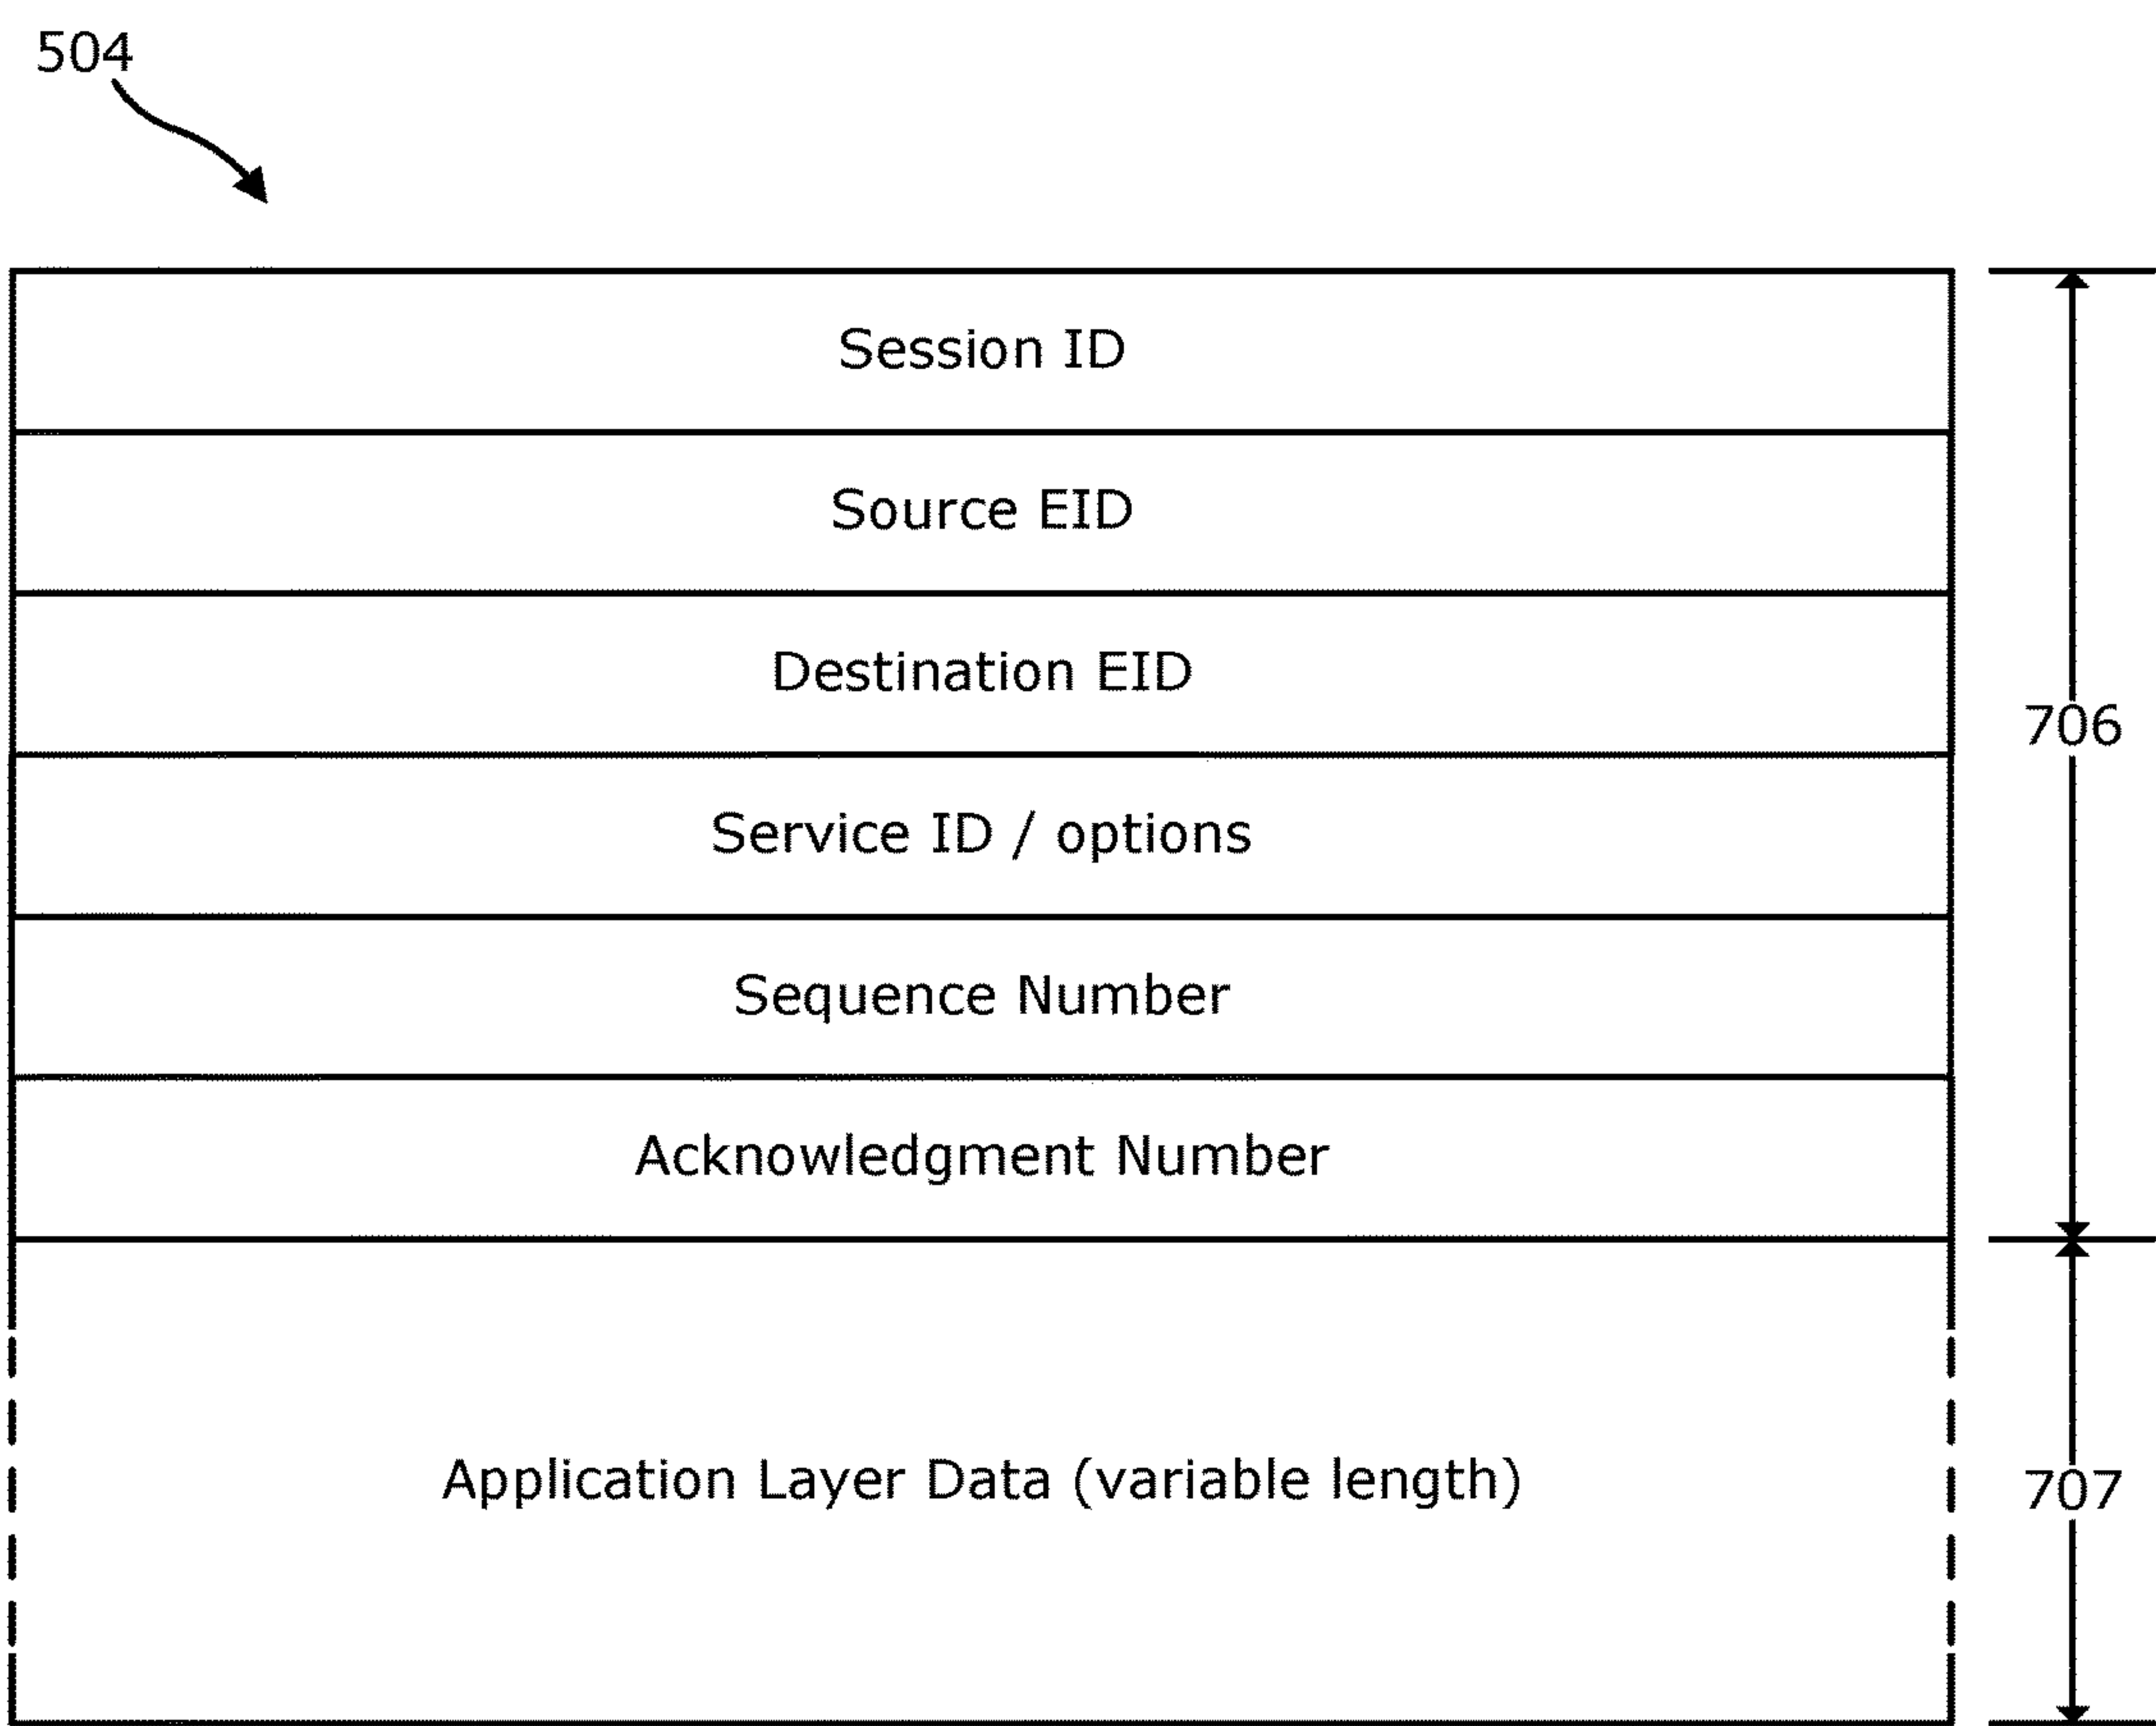 504
Session ID
Source EID
Destination EID
706
Service ID / options
Sequence Number
Acknowledgment Number
Application Layer Data (variable length)
707